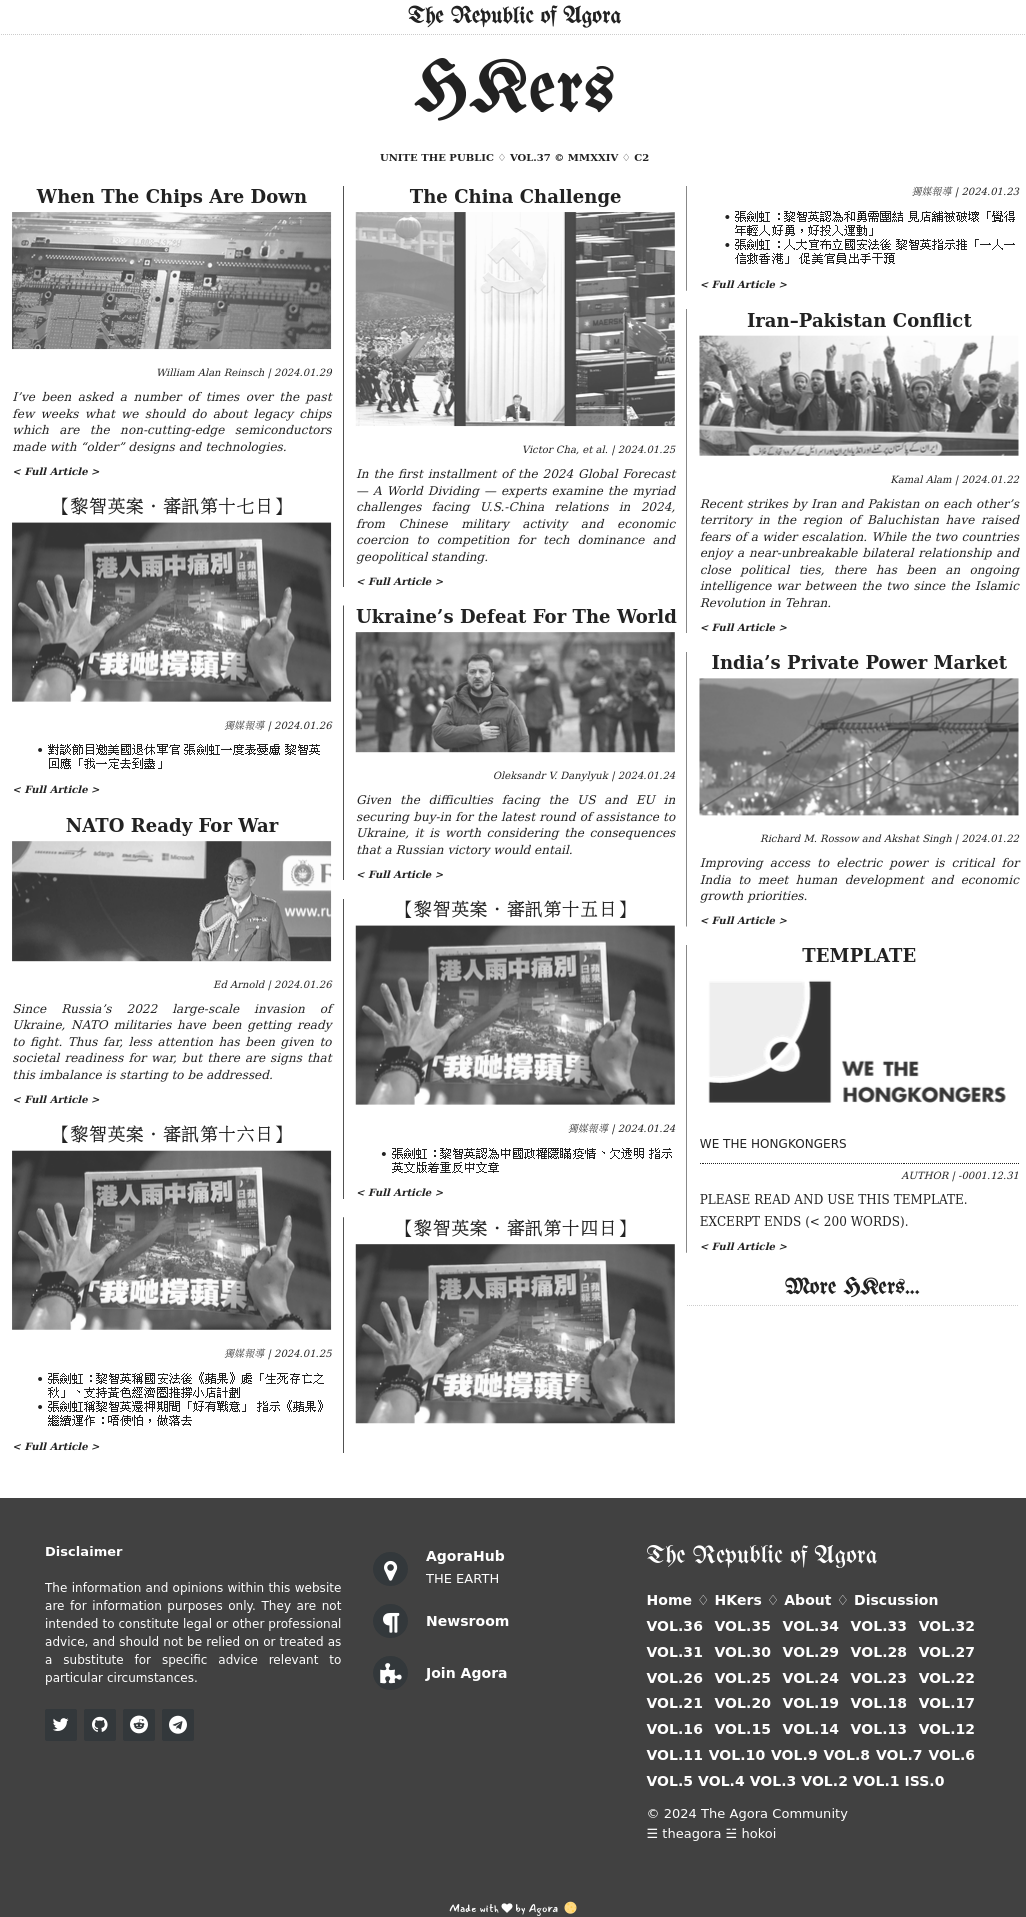 The Republic of Agora
HKers
UNITE THE PUBLIC ♢ VOL.37 © MMXXIV ♢ C2
When The Chips Are Down
William Alan Reinsch | 2024.01.29
I’ve been asked a number of times over the past
few weeks what we should do about legacy chips
which are the non-cutting-edge semiconductors
made with “older” designs and technologies.
< Full Article >
【黎智英案・審訊第十七日】
港人雨中痛別
「我哋撐蘋果
獨媒報導 | 2024.01.26
• 對談節目邀美國退休軍官 張劍虹一度表憂慮 黎智英
回應「我一定去到盡」
< Full Article >
NATO Ready For War
Microsoft
www.ru
Ed Arnold | 2024.01.26
Since Russia’s 2022 large-scale invasion of
Ukraine, NATO militaries have been getting ready
to fight. Thus far, less attention has been given to
societal readiness for war, but there are signs that
this imbalance is starting to be addressed.
< Full Article >
【黎智英案・審訊第十六日】
港人雨中痛別
「我哋撐蘋果
獨媒報導 | 2024.01.25
• 張劍虹：黎智英稱國安法後《蘋果》處「生死存亡之
秋」、支持黃色經濟圈推撐小店計劃
• 張劍虹稱黎智英還押期間「好有戰意」 指示《蘋果》
繼續運作：唔使怕，做落去
< Full Article >
The China Challenge
MAERSK
Victor Cha, et al. | 2024.01.25
In the first installment of the 2024 Global Forecast
— A World Dividing — experts examine the myriad
challenges facing U.S.-China relations in 2024,
from Chinese military activity and economic
coercion to competition for tech dominance and
geopolitical standing.
< Full Article >
Ukraine’s Defeat For The World
Oleksandr V. Danylyuk | 2024.01.24
Given the difficulties facing the US and EU in
securing buy-in for the latest round of assistance to
Ukraine, it is worth considering the consequences
that a Russian victory would entail.
< Full Article >
【黎智英案・審訊第十五日】
港人雨中痛別
「我哋撐蘋果
獨媒報導 | 2024.01.24
• 張劍虹：黎智英認為中國政權隱瞞疫情、欠透明 指示
英文版着重反中文章
< Full Article >
【黎智英案・審訊第十四日】
港人雨中痛別
「我哋撐蘋果
獨媒報導 | 2024.01.23
• 張劍虹：黎智英認為和勇需團結 見店舖被破壞「覺得
年輕人好勇，好投入運動」
• 張劍虹：人大宣布立國安法後 黎智英指示推「一人一
信救香港」 促美官員出手干預
< Full Article >
Iran–Pakistan Conflict
Kamal Alam | 2024.01.22
Recent strikes by Iran and Pakistan on each other’s
territory in the region of Baluchistan have raised
fears of a wider escalation. While the two countries
enjoy a near-unbreakable bilateral relationship and
close political ties, there has been an ongoing
intelligence war between the two since the Islamic
Revolution in Tehran.
< Full Article >
India’s Private Power Market
Richard M. Rossow and Akshat Singh | 2024.01.22
Improving access to electric power is critical for
India to meet human development and economic
growth priorities.
< Full Article >
TEMPLATE
WE THE
HONGKONGERS
WE THE HONGKONGERS
AUTHOR | -0001.12.31
PLEASE READ AND USE THIS TEMPLATE.
EXCERPT ENDS (< 200 WORDS).
< Full Article >
More HKers...
Disclaimer
The information and opinions within this website
are for information purposes only. They are not
intended to constitute legal or other professional
advice, and should not be relied on or treated as
a substitute for specific advice relevant to
particular circumstances.
AgoraHub
THE EARTH
Newsroom
Join Agora
The Republic of Agora
Home ♢ HKers ♢ About ♢ Discussion
VOL.36 VOL.35 VOL.34 VOL.33 VOL.32
VOL.31 VOL.30 VOL.29 VOL.28 VOL.27
VOL.26 VOL.25 VOL.24 VOL.23 VOL.22
VOL.21 VOL.20 VOL.19 VOL.18 VOL.17
VOL.16 VOL.15 VOL.14 VOL.13 VOL.12
VOL.11 VOL.10 VOL.9 VOL.8 VOL.7 VOL.6
VOL.5 VOL.4 VOL.3 VOL.2 VOL.1 ISS.0
© 2024 The Agora Community
☰ theagora ☱ hokoi
Made with ♥ by Agora